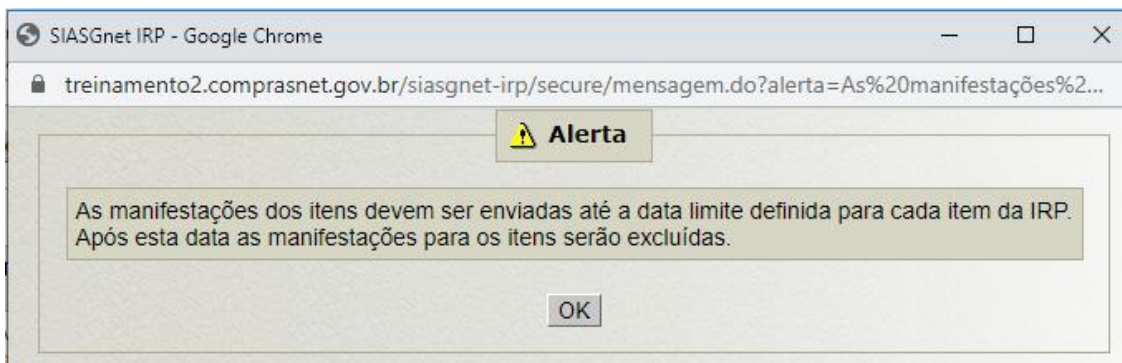 SIASGnet IRP - Google Chrome
treinamento2.comprasnet.gov.br/siasgnet-irp/secure/mensagem.do?alerta=As%20manifestações%2...
Alerta
As manifestações dos itens devem ser enviadas até a data limite definida para cada item da IRP.
Após esta data as manifestações para os itens serão excluídas.
OK